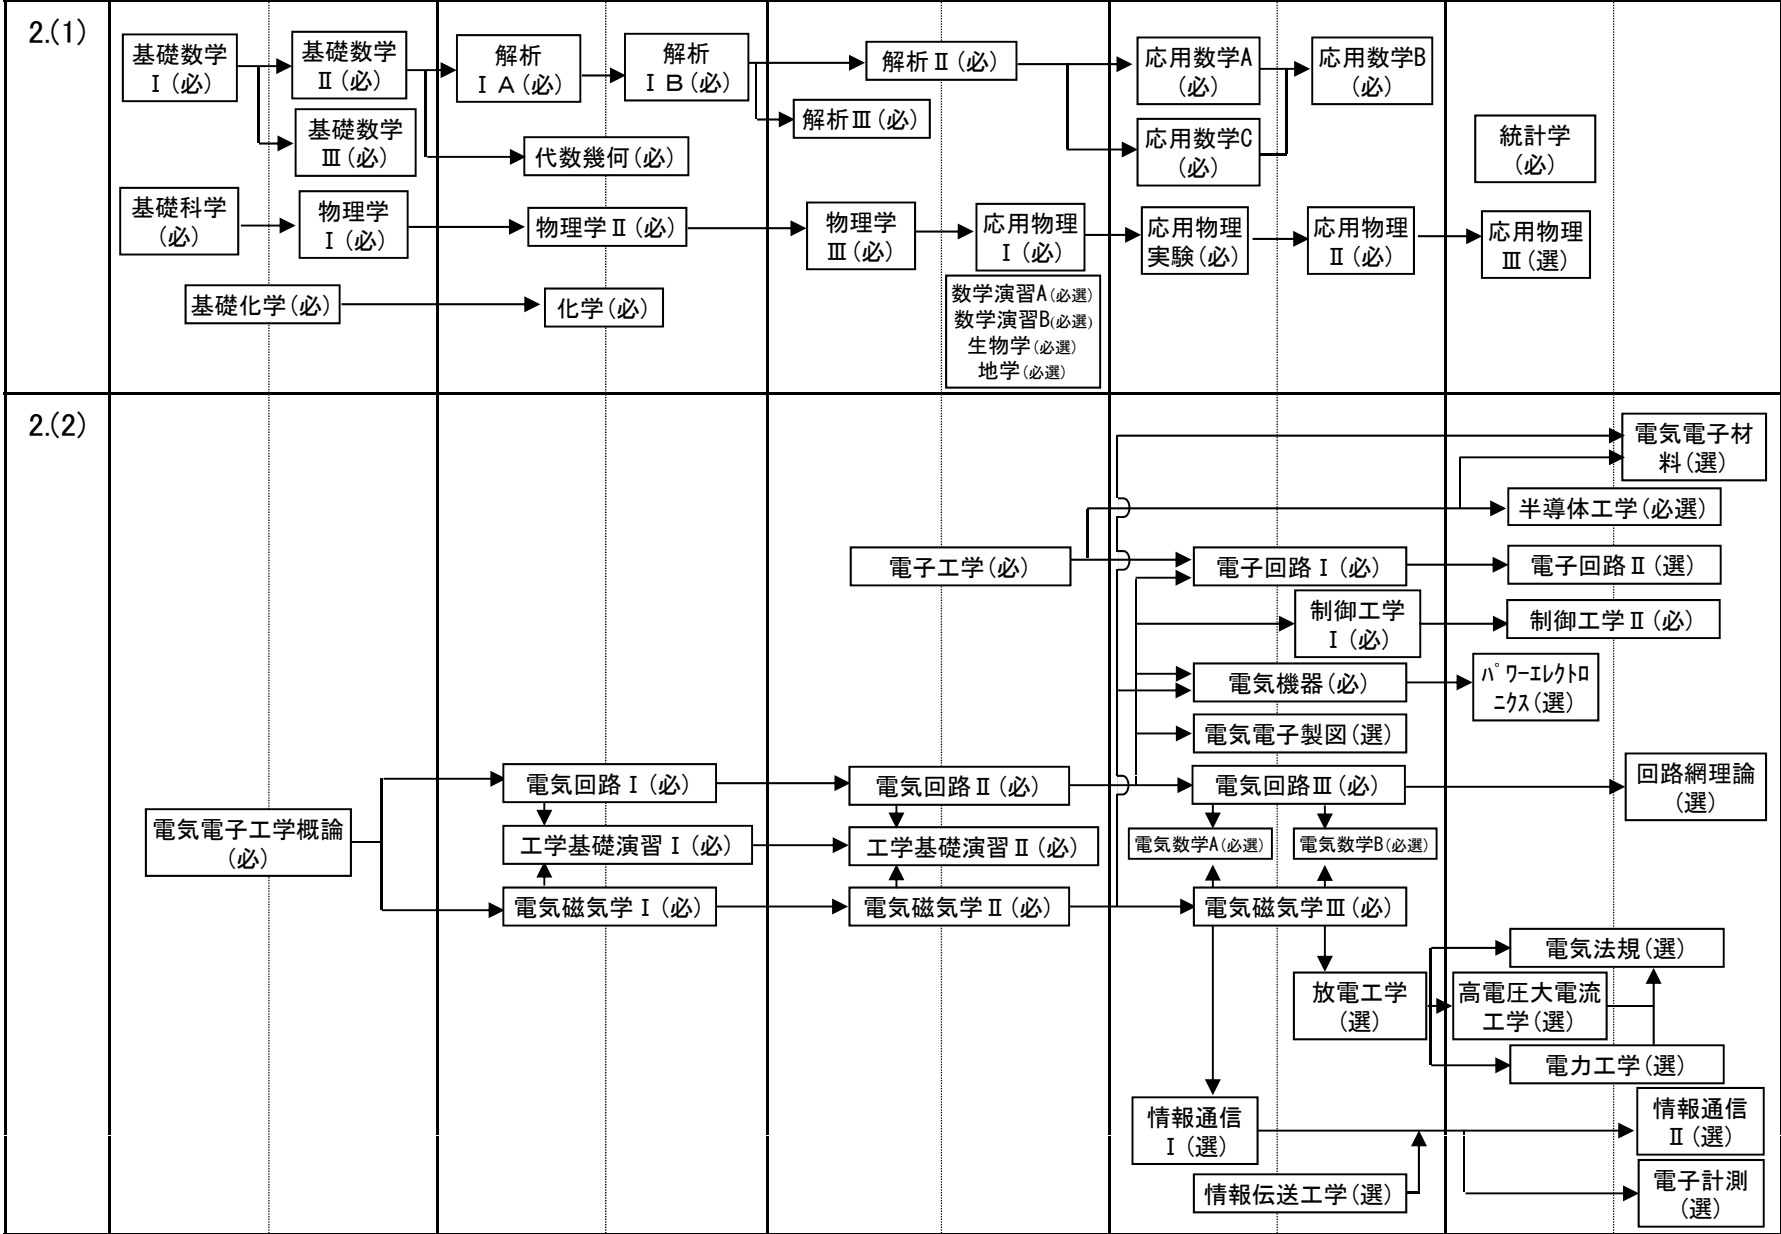 2.(1)
基礎数学
Ⅰ(必)
基礎数学
Ⅱ(必)
基礎数学
Ⅲ(必)
解析
ⅠA(必)
解析
ⅠB(必)
代数幾何(必)
解析Ⅱ(必)
解析Ⅲ(必)
応用数学A
(必)
応用数学B
(必)
応用数学C
(必)
統計学
(必)
基礎科学
(必)
物理学
Ⅰ(必)
物理学Ⅱ(必)
物理学
Ⅲ(必)
応用物理
Ⅰ(必)
応用物理
実験(必)
応用物理
Ⅱ(必)
応用物理
Ⅲ(選)
基礎化学(必)
化学(必)
数学演習A(必選)
数学演習B(必選)
生物学(必選)
地学(必選)
2.(2)
電気電子材
料(選)
半導体工学(必選)
電子工学(必)
電子回路Ⅰ(必)
電子回路Ⅱ(選)
制御工学
Ⅰ(必)
制御工学Ⅱ(必)
電気機器(必)
ﾊﾟﾜｰｴﾚｸﾄﾛ
ﾆｸｽ(選)
電気電子製図(選)
電気電子工学概論
(必)
電気回路Ⅰ(必)
電気回路Ⅱ(必)
電気回路Ⅲ(必)
回路網理論
(選)
工学基礎演習Ⅰ(必)
工学基礎演習Ⅱ(必)
電気数学A(必選)
電気数学B(必選)
電気磁気学Ⅰ(必)
電気磁気学Ⅱ(必)
電気磁気学Ⅲ(必)
電気法規(選)
放電工学
(選)
高電圧大電流
工学(選)
電力工学(選)
情報通信
Ⅰ(選)
情報通信
Ⅱ(選)
情報伝送工学(選)
電子計測
(選)